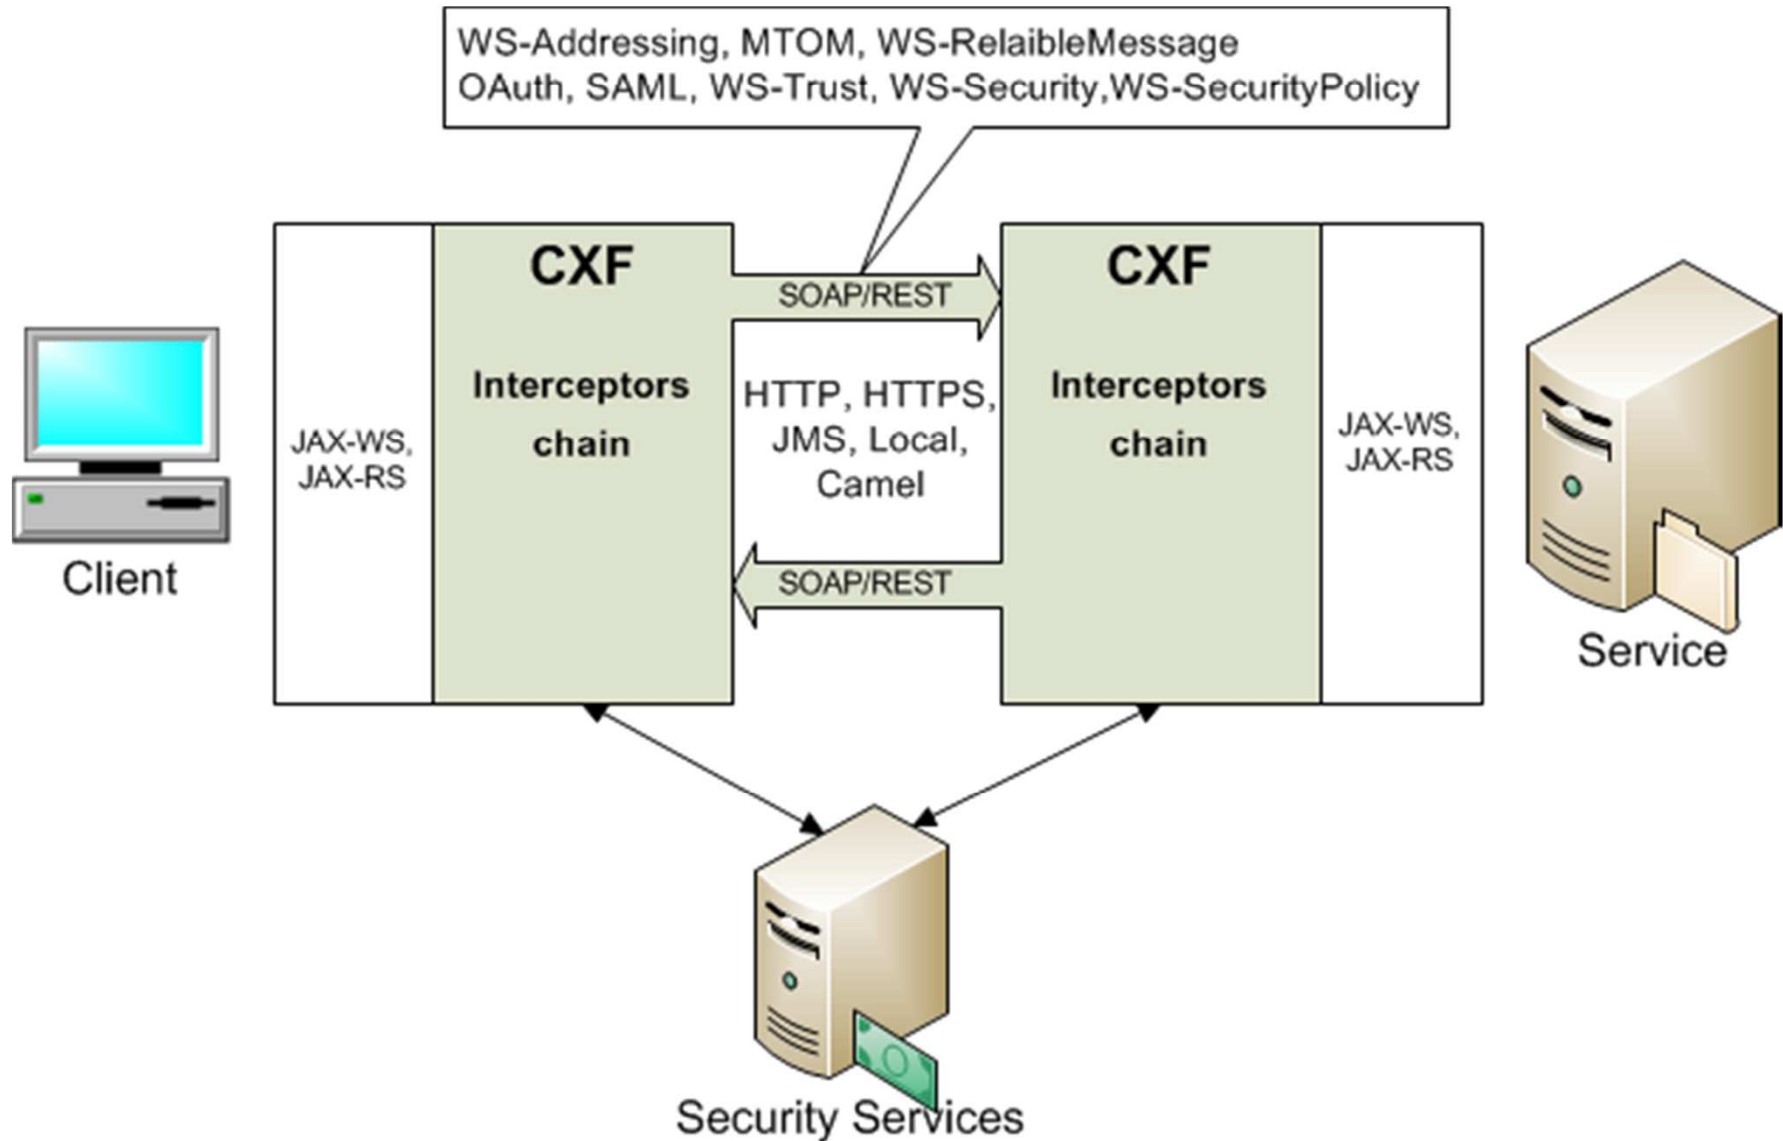 WS-Addressing, MTOM, WS-RelaibleMessage
OAuth, SAML, WS-Trust, WS-Security,WS-SecurityPolicy
CXF
SOAP/REST
CXF
Interceptors
chain
HTTP, HTTPS,
JMS, Local,
Camel
Interceptors
chain
JAX-WS,
JAX-RS
JAX-WS,
JAX-RS
SOAP/REST
Client
Service
Security Services